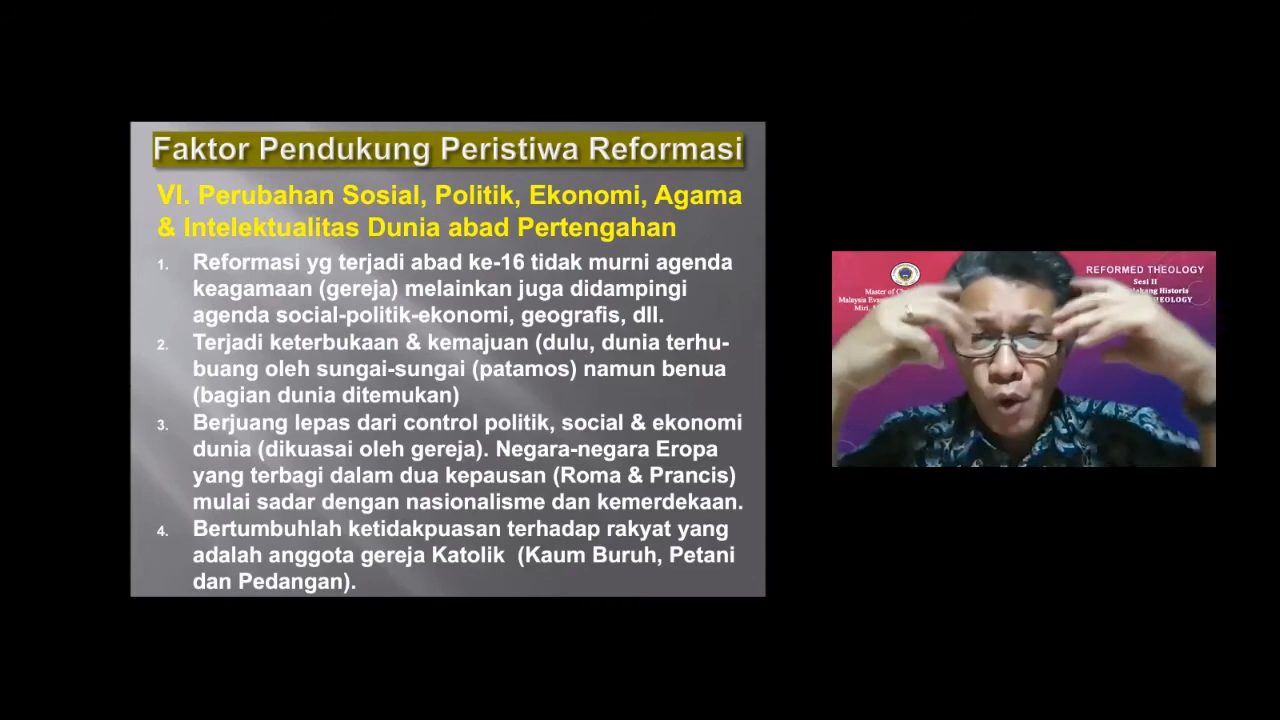 Faktor Pendukung Peristiwa Reformasi
VI. Perubahan Sosial, Politik, Ekonomi, Agama
& Intelektualitas Dunia abad Pertengahan
1. Reformasi yg terjadi abad ke-16 tidak murni agenda
keagamaan (gereja) melainkan juga didampingi
agenda social-politik-ekonomi, geografis, dll.
2. Terjadi keterbukaan & kemajuan (dulu, dunia terhu-
buang oleh sungai-sungai (patamos) namun benua
(bagian dunia ditemukan)
3. Berjuang lepas dari control politik, social & ekonomi
dunia (dikuasai oleh gereja). Negara-negara Eropa
yang terbagi dalam dua kepausan (Roma & Prancis)
mulai sadar dengan nasionalisme dan kemerdekaan.
4. Bertumbuhlah ketidakpuasan terhadap rakyat yang
adalah anggota gereja Katolik (Kaum Buruh, Petani
dan Pedangan).
Master of
Malaysia
Miri,
REFORMED THEOLOGY
Sesi II
Historis